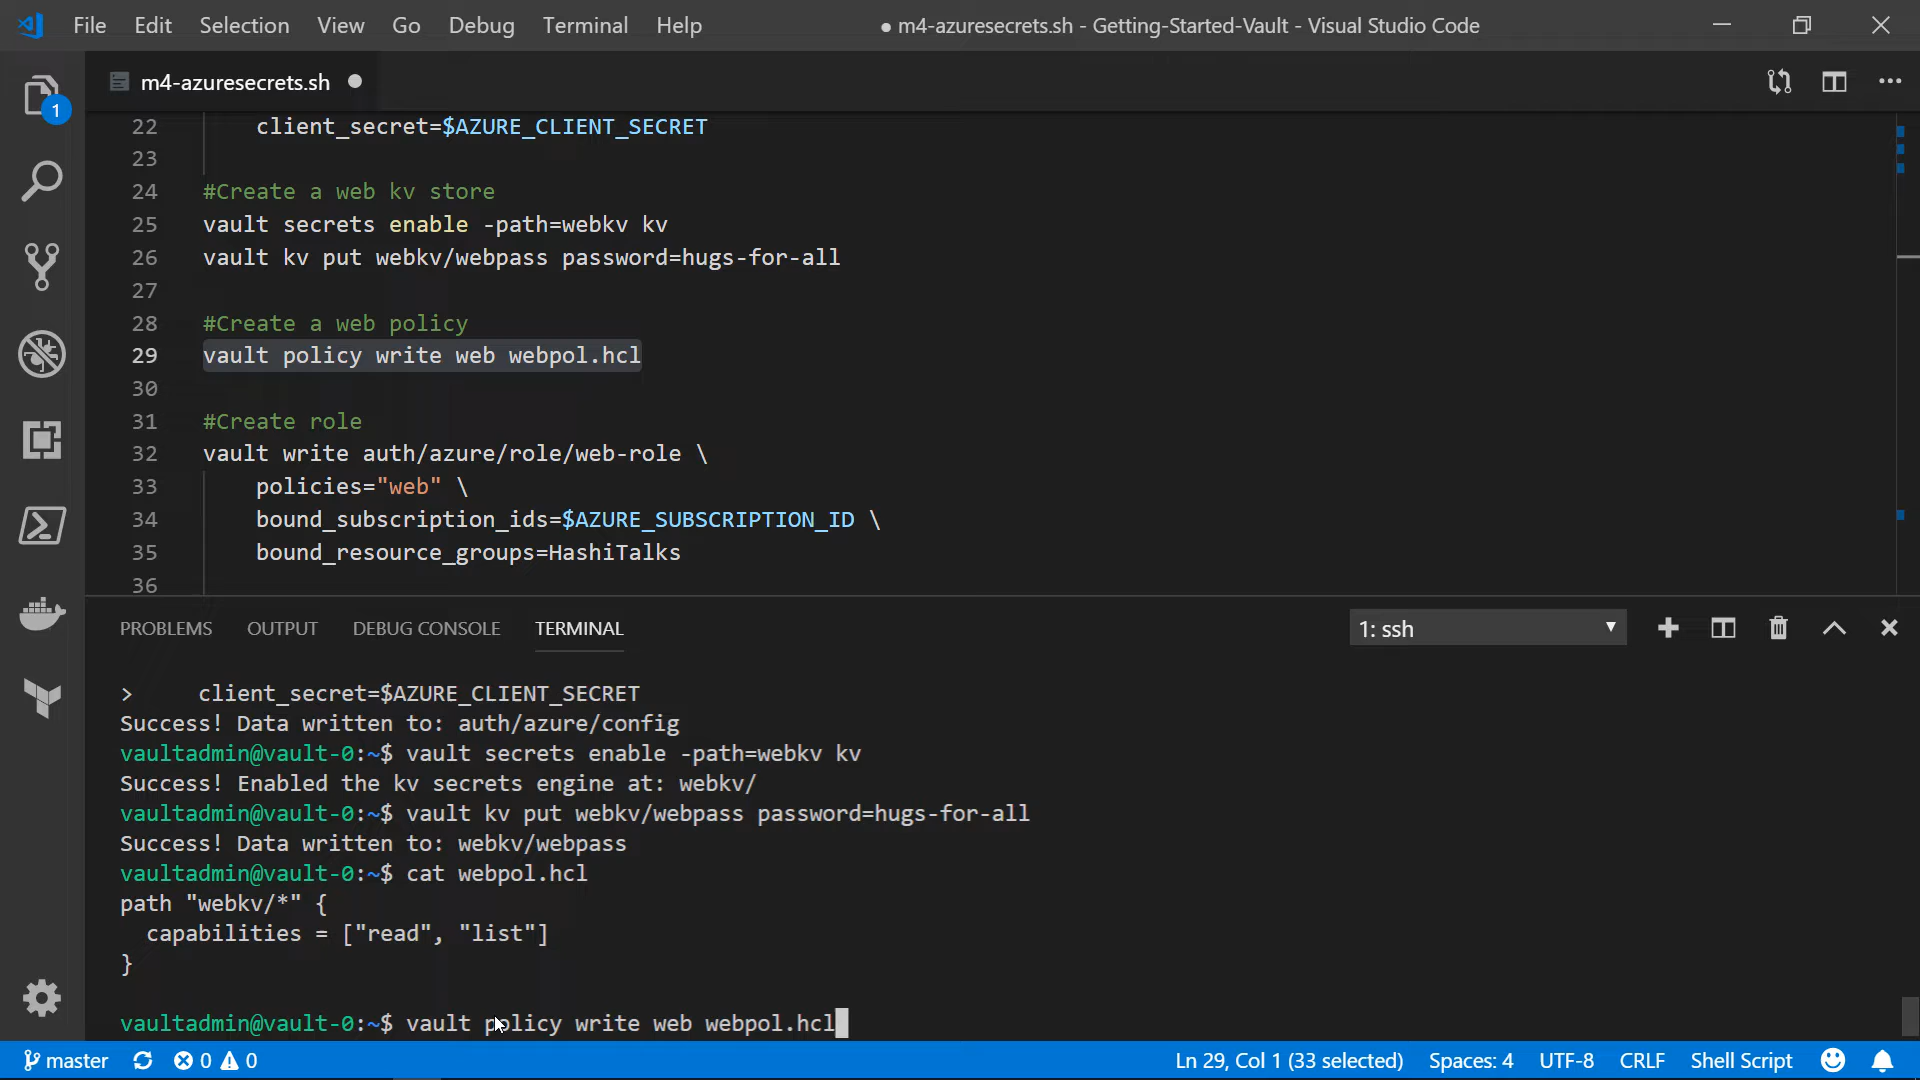 File Edit Selection View Go Debug Terminal Help ● m4-azuresecrets.sh - Getting-Started-Vault - Visual Studio Code
1
m4-azuresecrets.sh ●
22 client_secret=$AZURE_CLIENT_SECRET
23
24 #Create a web kv store
25 vault secrets enable -path=webkv kv
26 vault kv put webkv/webpass password=hugs-for-all
27
28 #Create a web policy
29 vault policy write web webpol.hcl
30
31 #Create role
32 vault write auth/azure/role/web-role \
33 policies="web" \
34 bound_subscription_ids=$AZURE_SUBSCRIPTION_ID \
35 bound_resource_groups=HashiTalks
36
PROBLEMS OUTPUT DEBUG CONSOLE TERMINAL 1: ssh
> client_secret=$AZURE_CLIENT_SECRET
Success! Data written to: auth/azure/config
vaultadmin@vault-0:~$ vault secrets enable -path=webkv kv
Success! Enabled the kv secrets engine at: webkv/
vaultadmin@vault-0:~$ vault kv put webkv/webpass password=hugs-for-all
Success! Data written to: webkv/webpass
vaultadmin@vault-0:~$ cat webpol.hcl
path "webkv/*" {
capabilities = ["read", "list"]
}
vaultadmin@vault-0:~$ vault policy write web webpol.hcl
master 0 0 Ln 29, Col 1 (33 selected) Spaces: 4 UTF-8 CRLF Shell Script